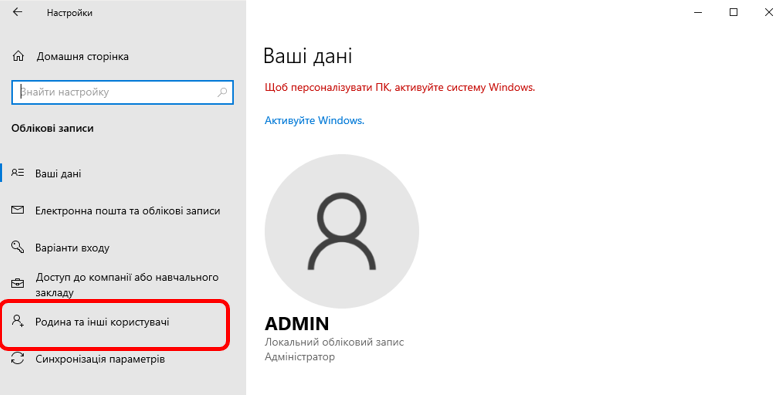 Настройки
Домашня сторінка
Знайти настройку
Облікові записи
Ваші дані
Електронна пошта та облікові записи
Варіанти входу
Доступ до компанії або навчального
закладу
Родина та інші користувачі
Синхронізація параметрів
Ваші дані
Щоб персоналізувати ПК, активуйте систему Windows.
Активуйте Windows.
ADMIN
Локальний обліковий запис
Адміністратор